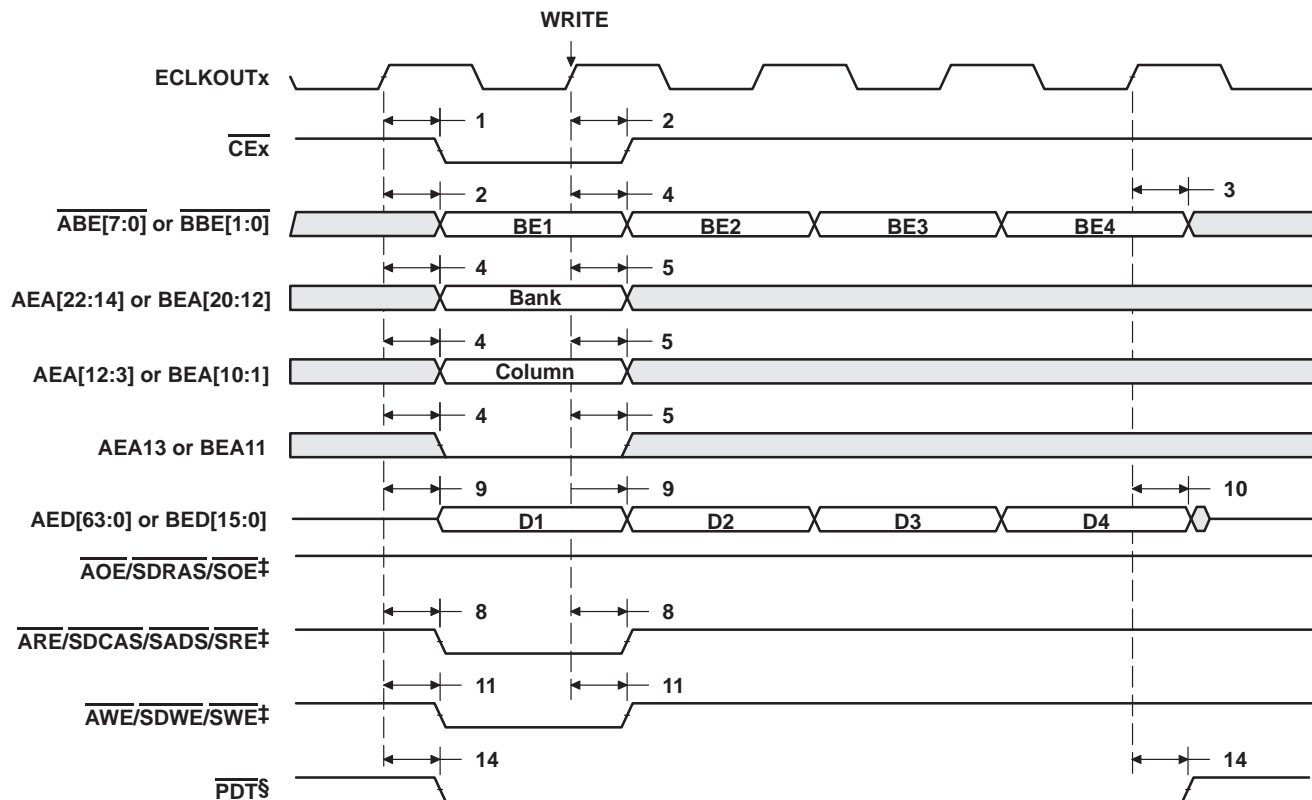 WRITE
ECLKOUTx
1 2
CEx
2 4 3
ABE[7:0] or BBE[1:0] BE1 BE2 BE3 BE4
4 5
AEA[22:14] or BEA[20:12] Bank
4 5
AEA[12:3] or BEA[10:1] Column
4 5
AEA13 or BEA11
9 9 10
AED[63:0] or BED[15:0] D1 D2 D3 D4
AOE/SDRAS/SOE‡
8 8
ARE/SDCAS/SADS/SRE‡
11 11
AWE/SDWE/SWE‡
14 14
PDT§